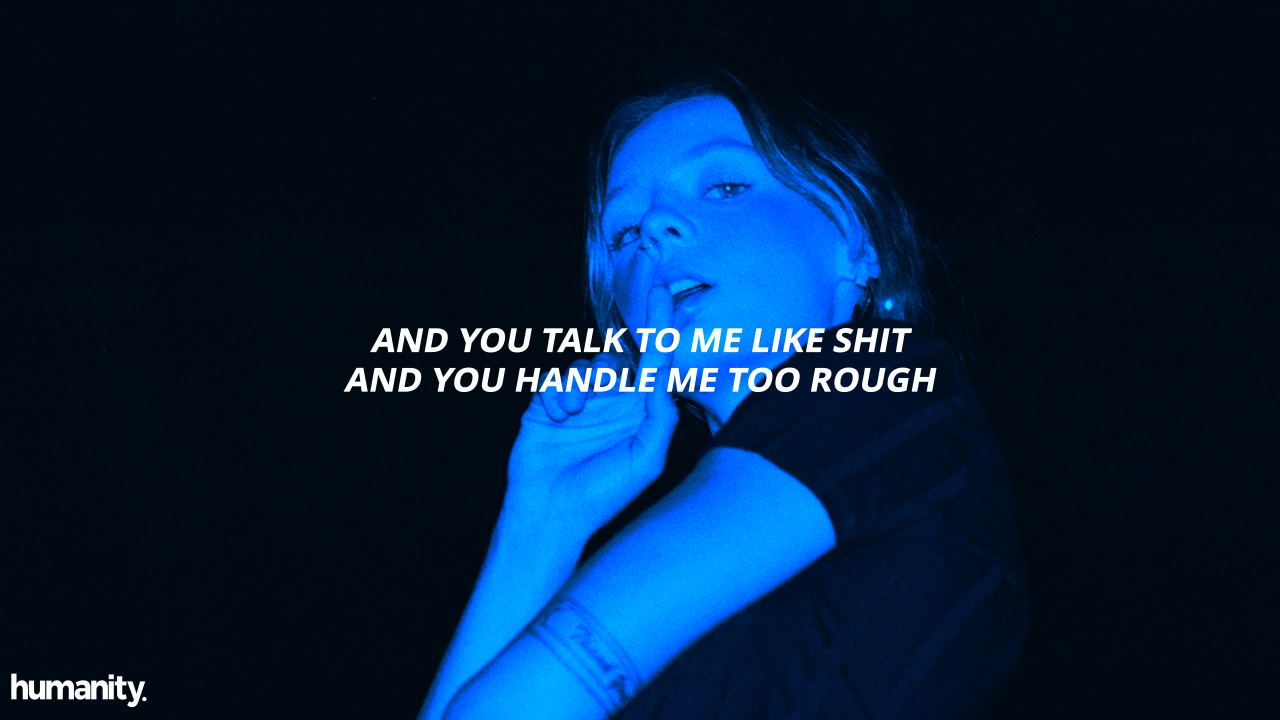 AND YOU TALK TO ME LIKE SHIT
AND YOU HANDLE ME TOO ROUGH
humanity.